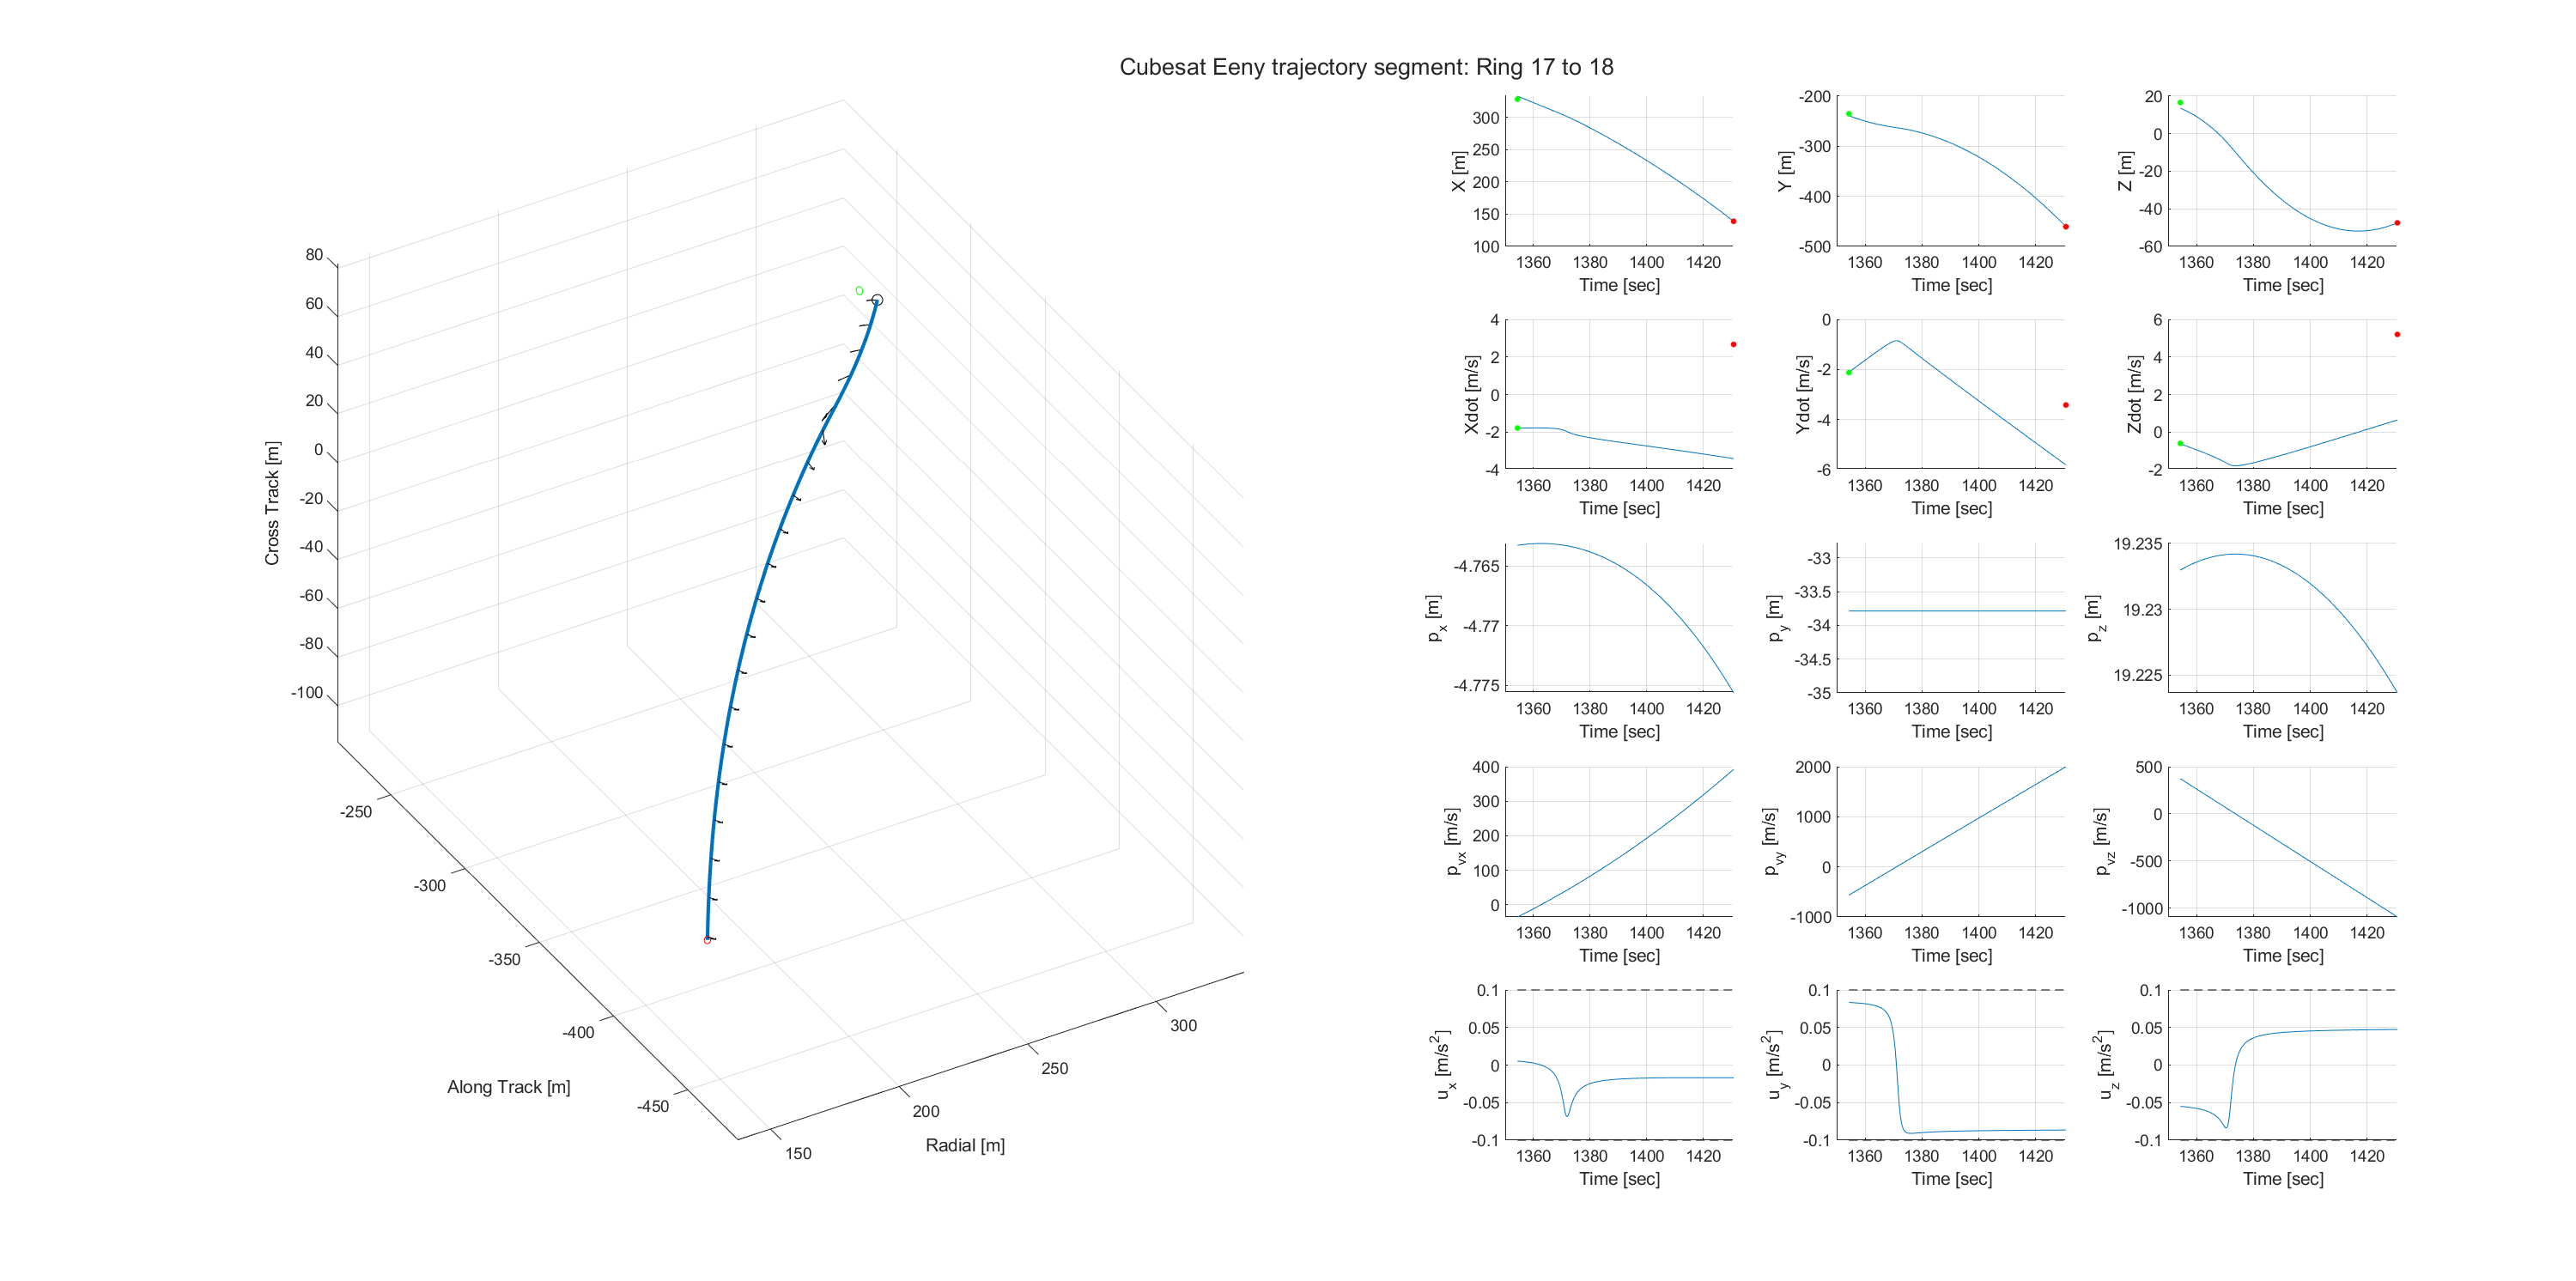 Cubesat Eeny trajectory segment: Ring 17 to 18
80
60
40
20
0
-20
-40
-60
-80
-100
Cross Track [m]
-250
-300
-350
-400
-450
Along Track [m]
150
200
250
300
Radial [m]
300
250
200
150
100
X [m]
1360 1380 1400 1420
Time [sec]
-200
-300
-400
-500
Y [m]
1360 1380 1400 1420
Time [sec]
20
0
-20
-40
-60
Z [m]
1360 1380 1400 1420
Time [sec]
4
2
0
-2
-4
Xdot [m/s]
1360 1380 1400 1420
Time [sec]
0
-2
-4
-6
Ydot [m/s]
1360 1380 1400 1420
Time [sec]
6
4
2
0
-2
Zdot [m/s]
1360 1380 1400 1420
Time [sec]
-4.765
-4.77
-4.775
p_x [m]
1360 1380 1400 1420
Time [sec]
-33
-33.5
-34
-34.5
-35
p_y [m]
1360 1380 1400 1420
Time [sec]
19.235
19.23
19.225
p_z [m]
1360 1380 1400 1420
Time [sec]
400
300
200
100
0
p_vx [m/s]
1360 1380 1400 1420
Time [sec]
2000
1000
0
-1000
p_vy [m/s]
1360 1380 1400 1420
Time [sec]
500
0
-500
-1000
p_vz [m/s]
1360 1380 1400 1420
Time [sec]
0.1
0.05
0
-0.05
-0.1
u_x [m/s²]
1360 1380 1400 1420
Time [sec]
0.1
0.05
0
-0.05
-0.1
u_y [m/s²]
1360 1380 1400 1420
Time [sec]
0.1
0.05
0
-0.05
-0.1
u_z [m/s²]
1360 1380 1400 1420
Time [sec]